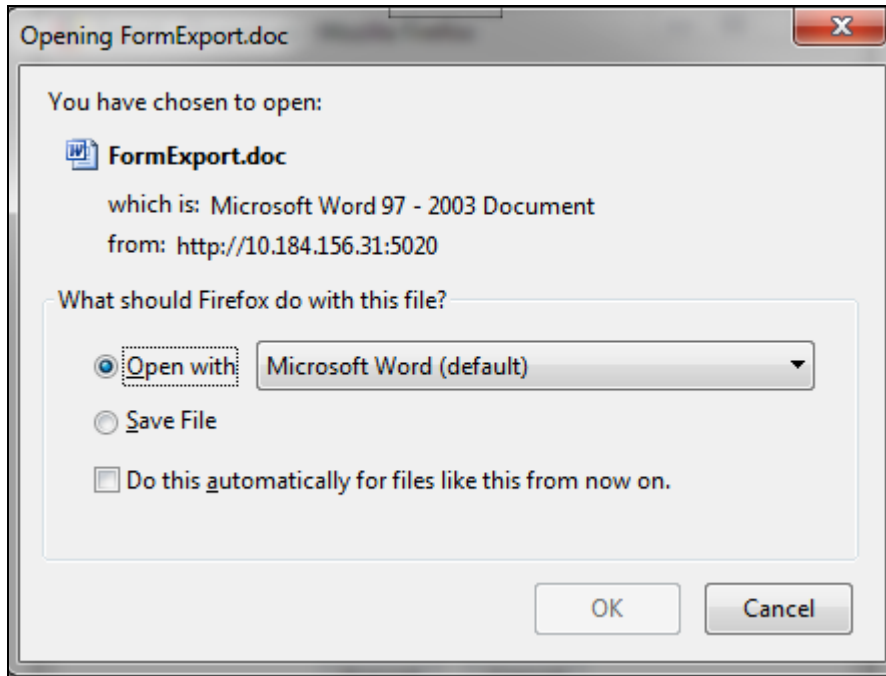 Opening FormExport.doc
You have chosen to open:
FormExport.doc
which is: Microsoft Word 97 - 2003 Document
from: http://10.184.156.31:5020
What should Firefox do with this file?
Open with Microsoft Word (default)
Save File
Do this automatically for files like this from now on.
OK Cancel